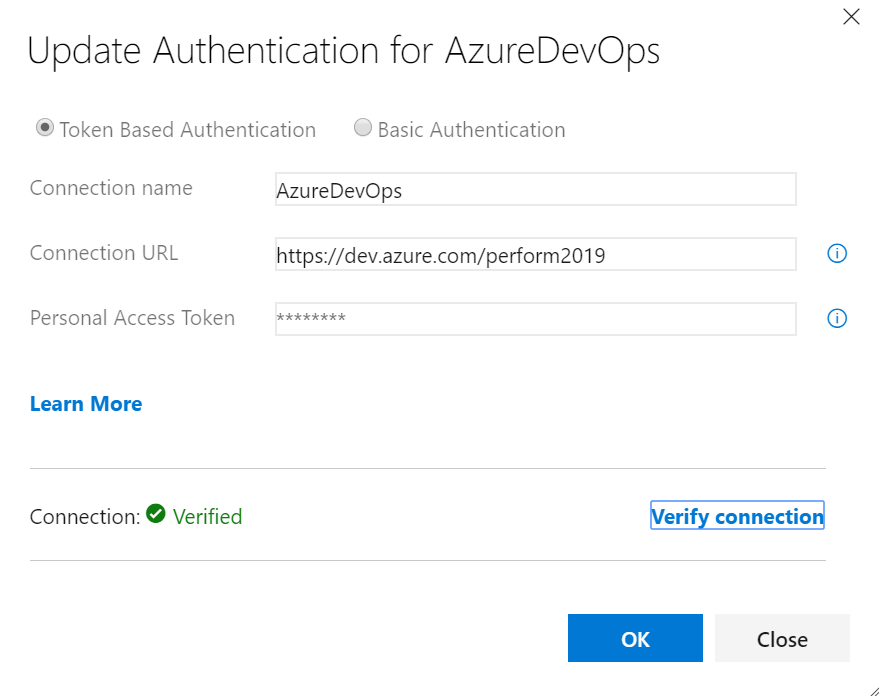 Update Authentication for AzureDevOps
Token Based Authentication Basic Authentication
Connection name AzureDevOps
Connection URL https://dev.azure.com/perform2019
Personal Access Token ********
Learn More
Connection: Verified Verify connection
OK Close